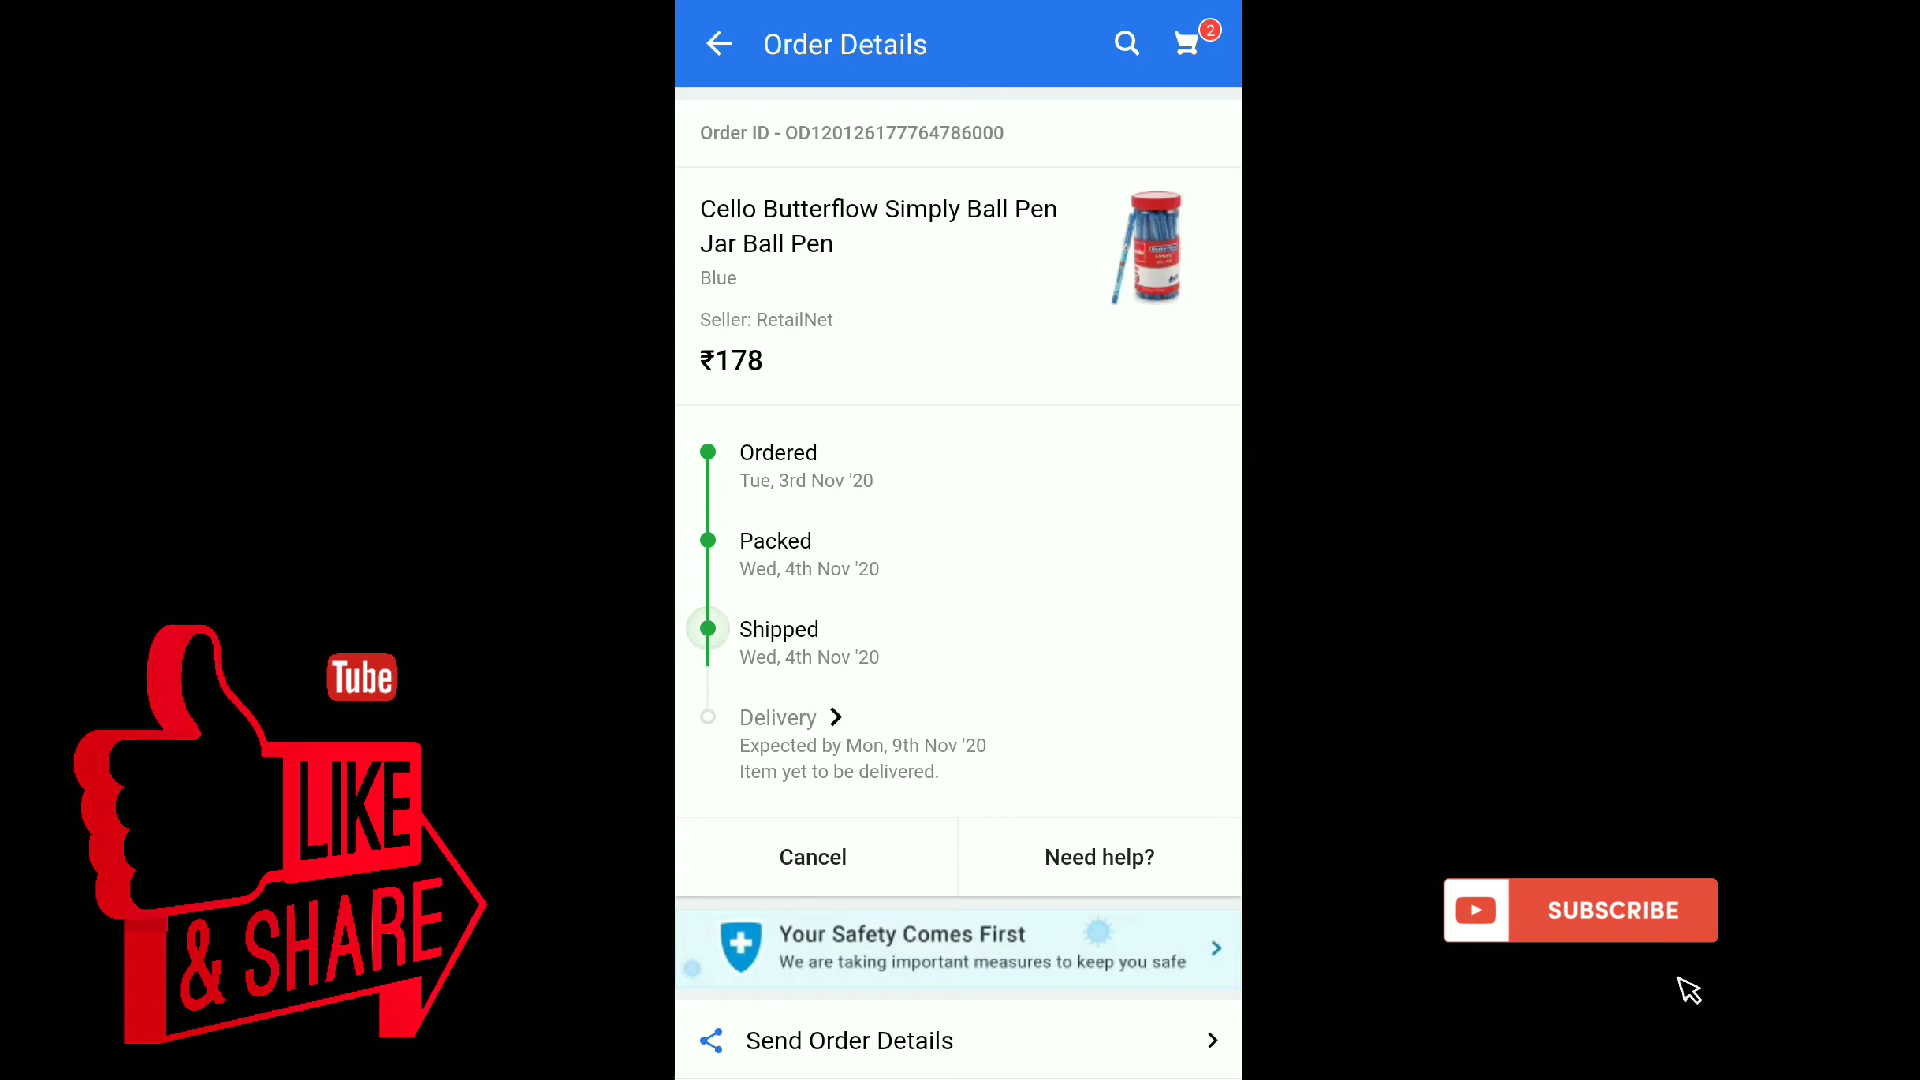 Order Details
2
Order ID - OD120126177764786000
Cello Butterflow Simply Ball Pen
Jar Ball Pen
Blue
Seller: RetailNet
₹178
Ordered
Tue, 3rd Nov '20
Packed
Wed, 4th Nov '20
Shipped
Wed, 4th Nov '20
Delivery
Expected by Mon, 9th Nov '20
Item yet to be delivered.
Cancel
Need help?
Your Safety Comes First
We are taking important measures to keep you safe
Send Order Details
Tube
LIKE
& SHARE
SUBSCRIBE